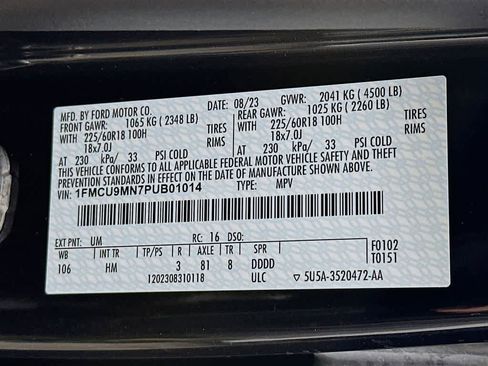 MFD. BY FORD MOTOR CO.
DATE: 08/23 GVWR: 2041 KG ( 4500 LB)
FRONT GAWR: 1065 KG ( 2348 LB) REAR GAWR: 1025 KG ( 2260 LB)
WITH 225/60R18 100H TIRES WITH 225/60R18 100H TIRES
18x7.0J RIMS 18x7.0J RIMS
AT 230 kPa/ 33 PSI COLD AT 230 kPa/ 33 PSI COLD
THIS VEHICLE CONFORMS TO ALL APPLICABLE FEDERAL MOTOR VEHICLE SAFETY AND THEFT PREVENTION STANDARDS IN EFFECT ON THE DATE OF MANUFACTURE SHOWN ABOVE.
VIN: 1FMCU9MN7PUB01014
TYPE: MPV
EXT PNT: UM RC: 16 DSO:
WB INT TR TP/PS R AXLE TR SPR
106 HM 3 81 8 DDDD
F0102
T0151
1202308310118 ULC 5U5A-3520472-AA